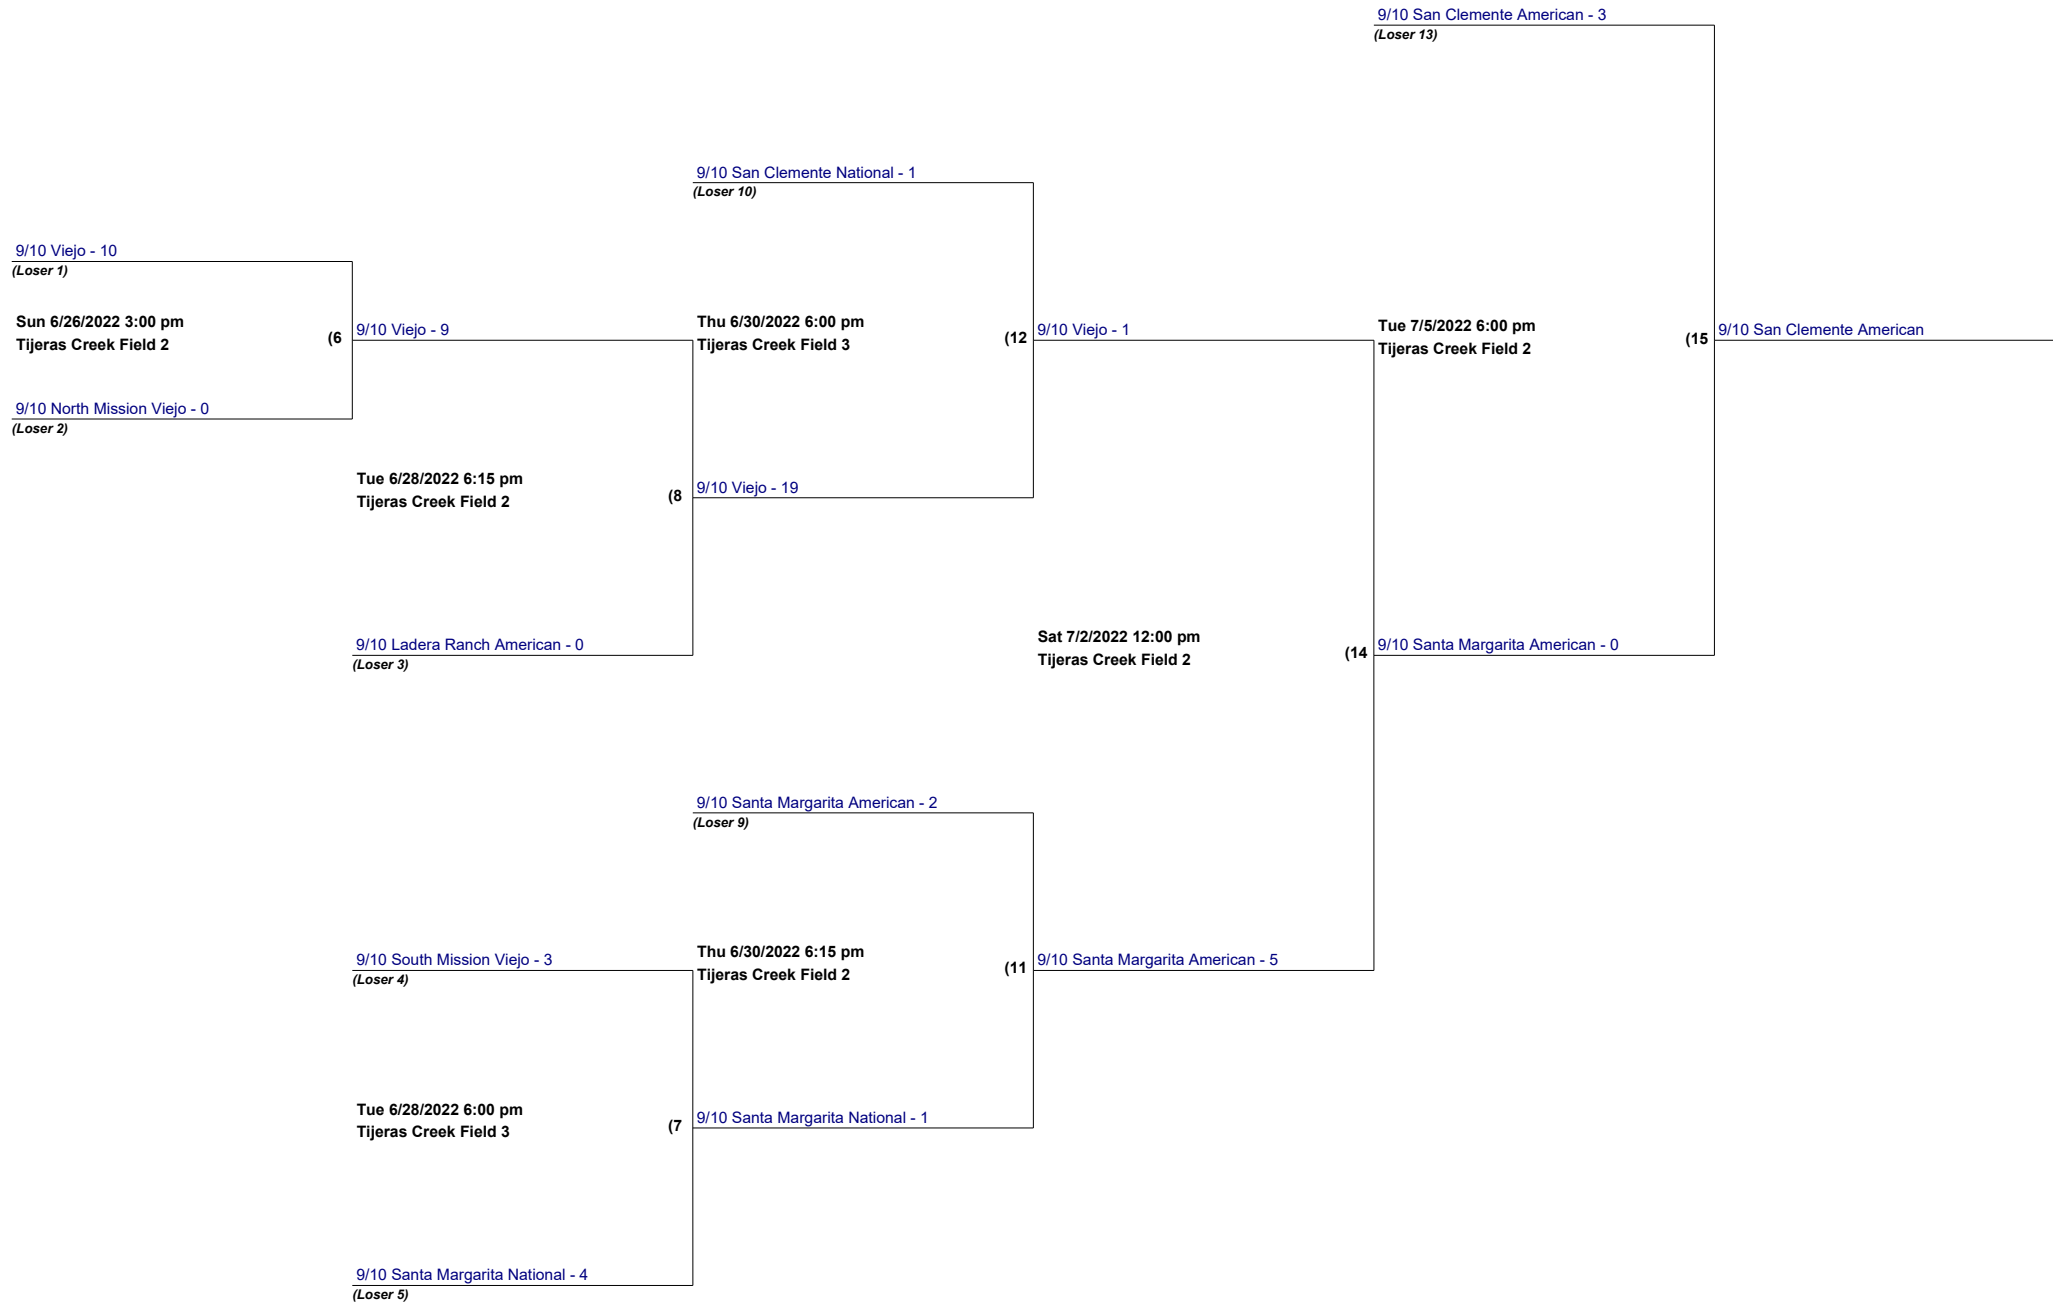 9/10 San Clemente American - 3
(Loser 13)
9/10 San Clemente National - 1
(Loser 10)
9/10 Viejo - 10
(Loser 1)
Sun 6/26/2022 3:00 pm
Tijeras Creek Field 2
(6
9/10 Viejo - 9
Thu 6/30/2022 6:00 pm
Tijeras Creek Field 3
(12
9/10 Viejo - 1
Tue 7/5/2022 6:00 pm
Tijeras Creek Field 2
(15
9/10 San Clemente American
9/10 North Mission Viejo - 0
(Loser 2)
Tue 6/28/2022 6:15 pm
Tijeras Creek Field 2
(8
9/10 Viejo - 19
9/10 Ladera Ranch American - 0
(Loser 3)
Sat 7/2/2022 12:00 pm
Tijeras Creek Field 2
(14
9/10 Santa Margarita American - 0
9/10 Santa Margarita American - 2
(Loser 9)
9/10 South Mission Viejo - 3
(Loser 4)
Thu 6/30/2022 6:15 pm
Tijeras Creek Field 2
(11
9/10 Santa Margarita American - 5
Tue 6/28/2022 6:00 pm
Tijeras Creek Field 3
(7
9/10 Santa Margarita National - 1
9/10 Santa Margarita National - 4
(Loser 5)